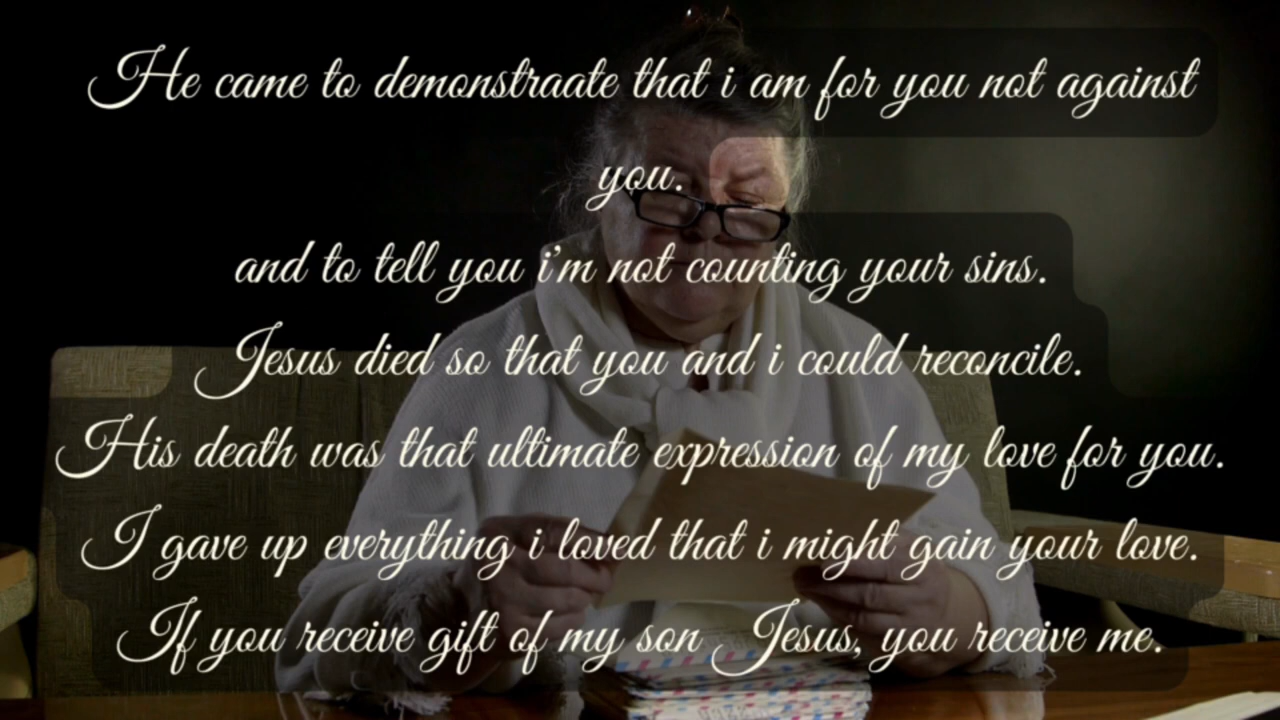 He came to demonstraate that i am for you not against
you.
and to tell you i'm not counting your sins.
Jesus died so that you and i could reconcile.
His death was that ultimate expression of my love for you.
I gave up everything i loved that i might gain your love.
If you receive gift of my son Jesus, you receive me.